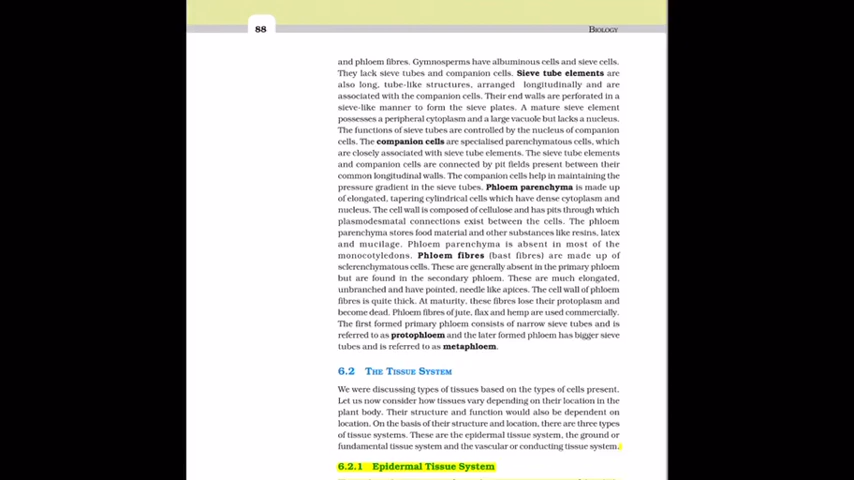 88
BIOLOGY
and phloem fibres. Gymnosperms have albuminous cells and sieve cells.
They lack sieve tubes and companion cells. Sieve tube elements are
also long, tube-like structures, arranged longitudinally and are
associated with the companion cells. Their end walls are perforated in a
sieve-like manner to form the sieve plates. A mature sieve element
possesses a peripheral cytoplasm and a large vacuole but lacks a nucleus.
The functions of sieve tubes are controlled by the nucleus of companion
cells. The companion cells are specialised parenchymatous cells, which
are closely associated with sieve tube elements. The sieve tube elements
and companion cells are connected by pit fields present between their
common longitudinal walls. The companion cells help in maintaining the
pressure gradient in the sieve tubes. Phloem parenchyma is made up
of elongated, tapering cylindrical cells which have dense cytoplasm and
nucleus. The cell wall is composed of cellulose and has pits through which
plasmodesmatal connections exist between the cells. The phloem
parenchyma stores food material and other substances like resins, latex
and mucilage. Phloem parenchyma is absent in most of the
monocotyledons. Phloem fibres (bast fibres) are made up of
sclerenchymatous cells. These are generally absent in the primary phloem
but are found in the secondary phloem. These are much elongated,
unbranched and have pointed, needle like apices. The cell wall of phloem
fibres is quite thick. At maturity, these fibres lose their protoplasm and
become dead. Phloem fibres of jute, flax and hemp are used commercially.
The first formed primary phloem consists of narrow sieve tubes and is
referred to as protophloem and the later formed phloem has bigger sieve
tubes and is referred to as metaphloem.
6.2 THE TISSUE SYSTEM
We were discussing types of tissues based on the types of cells present.
Let us now consider how tissues vary depending on their location in the
plant body. Their structure and function would also be dependent on
location. On the basis of their structure and location, there are three types
of tissue systems. These are the epidermal tissue system, the ground or
fundamental tissue system and the vascular or conducting tissue system.
6.2.1 Epidermal Tissue System